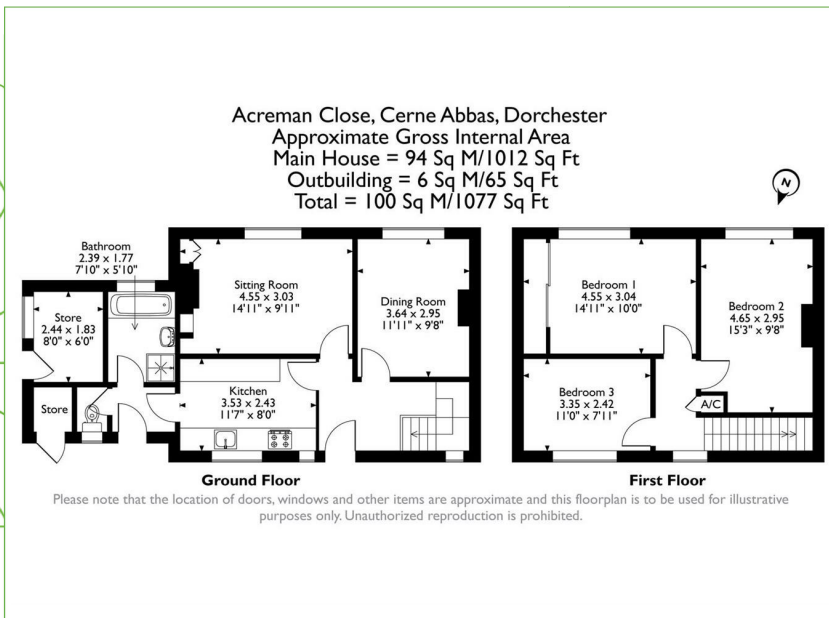 Acreman Close, Cerne Abbas, Dorchester
Approximate Gross Internal Area
Main House = 94 Sq M/1012 Sq Ft
Outbuilding = 6 Sq M/65 Sq Ft
Total = 100 Sq M/1077 Sq Ft
N
Bathroom
2.39 x 1.77
7'10" x 5'10"
Sitting Room
4.55 x 3.03
14'11" x 9'11"
Dining Room
3.64 x 2.95
11'11" x 9'8"
Store
2.44 x 1.83
8'0" x 6'0"
Kitchen
3.53 x 2.43
11'7" x 8'0"
Store
Ground Floor
Bedroom 1
4.55 x 3.04
14'11" x 10'0"
Bedroom 2
4.65 x 2.95
15'3" x 9'8"
Bedroom 3
3.35 x 2.42
11'0" x 7'11"
A/C
First Floor
Please note that the location of doors, windows and other items are approximate and this floorplan is to be used for illustrative
purposes only. Unauthorized reproduction is prohibited.